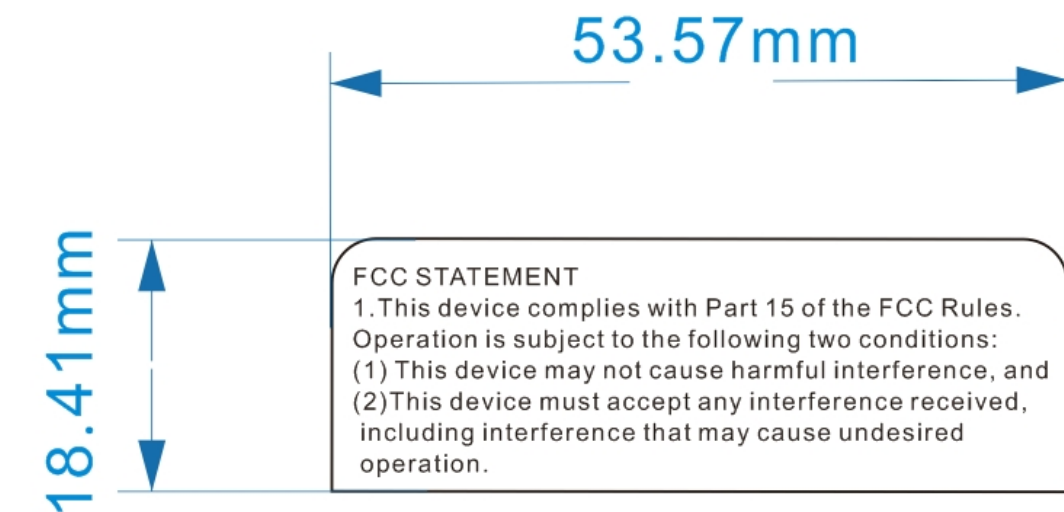 53.57mm
18.41mm
FCC STATEMENT
1.This device complies with Part 15 of the FCC Rules.
Operation is subject to the following two conditions:
(1) This device may not cause harmful interference, and
(2)This device must accept any interference received,
including interference that may cause undesired
operation.